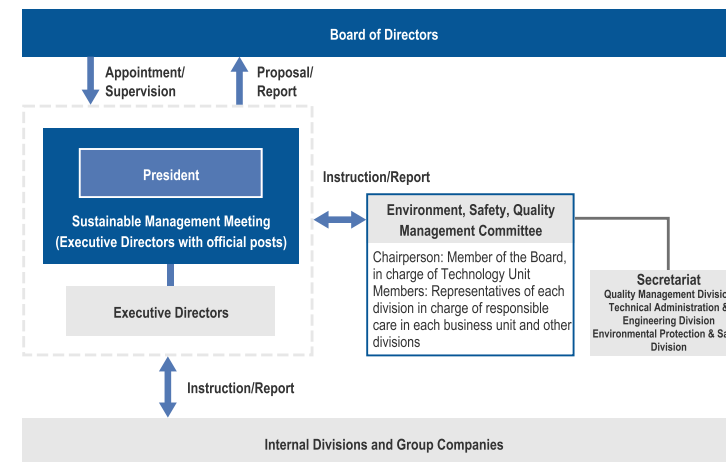 Board of Directors
Appointment/
Supervision
Proposal/
Report
President
Sustainable Management Meeting
(Executive Directors with official posts)
Executive Directors
Instruction/Report
Environment, Safety, Quality
Management Committee
Chairperson: Member of the Board,
in charge of Technology Unit
Members: Representatives of each
division in charge of responsible
care in each business unit and other
divisions
Secretariat
Quality Management
Technical Administration &
Engineering Division
Environmental Protection &
Division
Instruction/Report
Internal Divisions and Group Companies